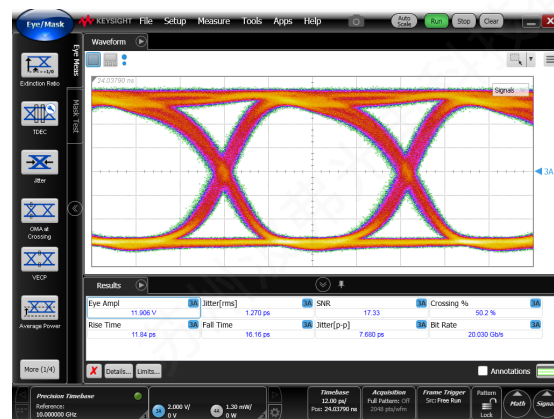 Eye/Mask
KEYSIGHT File Setup Measure Tools Apps Help
Auto Scale Run Stop Clear
Eye Meas
Mask Test
Waveform
24.03790 ns
Signals
3A
Extinction Ratio
TDEC
Jitter
OMA at Crossing
VECP
Average Power
More (1/4)
Results
Eye Ampl 3A Jitter[rms] 3A SNR 3A Crossing % 3A
11.906 V 1.270 ps 17.33 50.2 %
Rise Time 3A Fall Time 3A Jitter[p-p] 3A Bit Rate 3A
11.84 ps 16.16 ps 7.680 ps 20.030 Gb/s
Details... Limits...
Annotations
Precision Timebase
Reference:
10.000000 GHz
3A 2.000 V/
0 V
4A 1.30 mW/
0 W
Timebase
12.00 ps/
Pos: 24.03790 ns
Acquisition
Full Pattern: Off
2048 pts/wfm
Frame Trigger
Src: Free Run
Pattern
Lock
Math
Signals